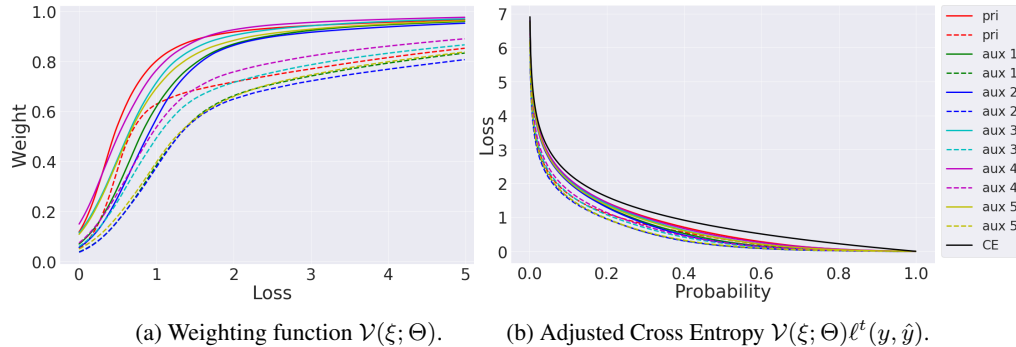 1.0
0.8
0.6
0.4
0.2
0.0
Weight
0 1 2 3 4 5
Loss
7
6
5
4
3
2
1
0
Loss
0.0 0.2 0.4 0.6 0.8 1.0
Probability
pri
pri
aux 1
aux 1
aux 2
aux 2
aux 3
aux 3
aux 4
aux 4
aux 5
aux 5
CE
(a) Weighting function 𝒱(ξ; Θ).
(b) Adjusted Cross Entropy 𝒱(ξ; Θ)ℓᵗ(y, ŷ).